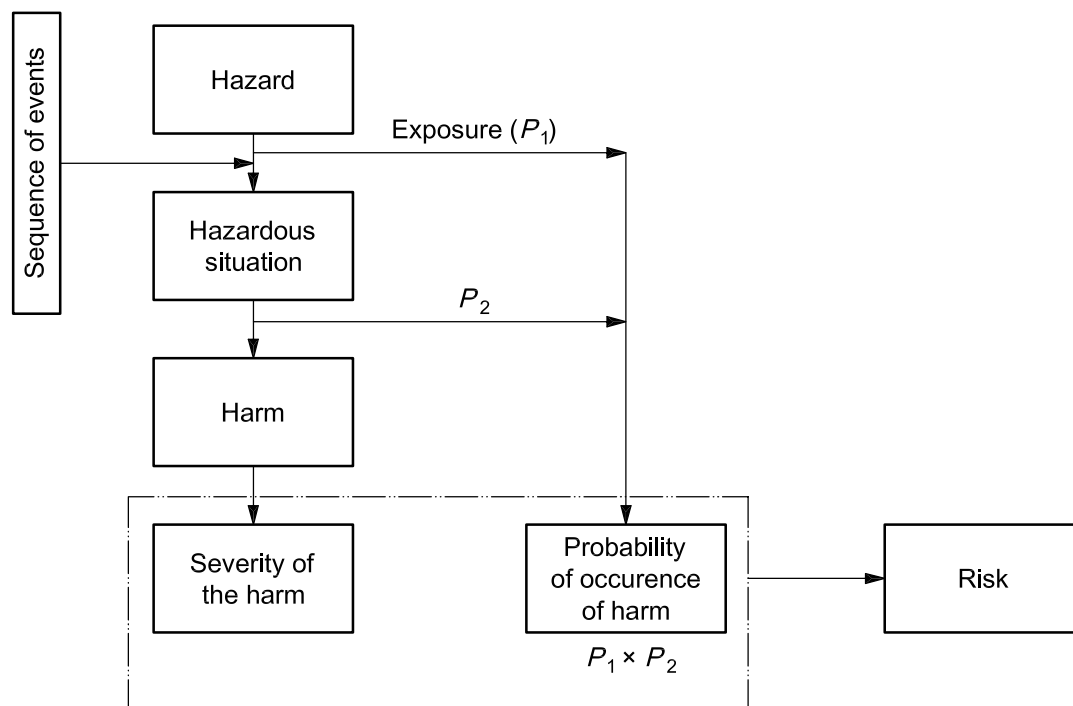 Sequence of events
Hazard
Exposure (P₁)
Hazardous
situation
P₂
Harm
Severity of
the harm
Probability
of occurence
of harm
P₁ × P₂
Risk